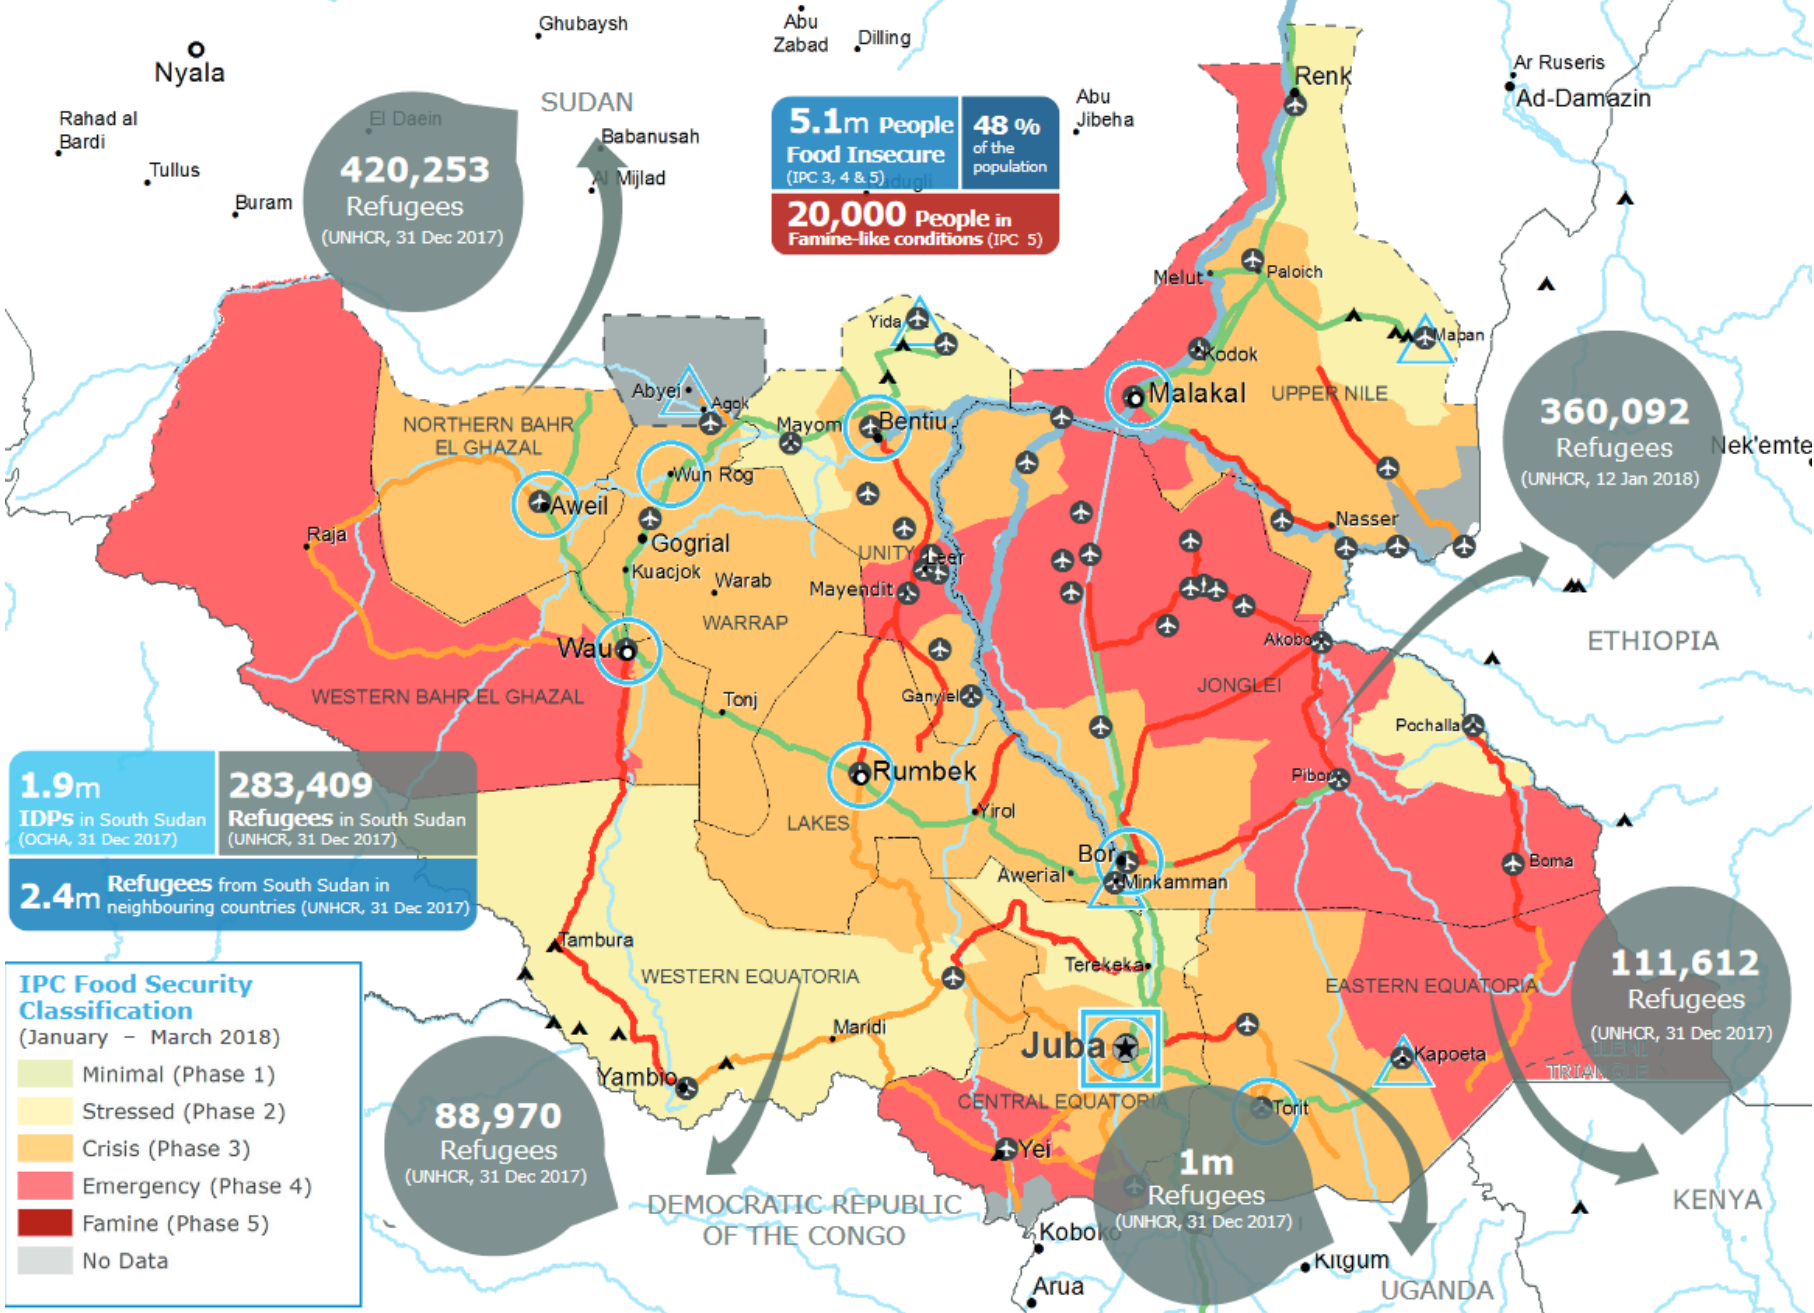 Ghubaysh
Abu
Zabad
Dilling
Nyala
Rahad al
Bardi
Tullus
Buram
El Daein
SUDAN
Babanusah
Al Mijlad
420,253
Refugees
(UNHCR, 31 Dec 2017)
5.1m People
Food Insecure
(IPC 3, 4 & 5)
48 %
of the
population
20,000 People in
Famine-like conditions (IPC 5)
Abu
Jibeha
Renk
Ar Ruseris
Ad-Damazin
Melut
Paloich
Kodok
Maban
Malakal
UPPER NILE
Yida
Abyei
Agok
Mayom
Bentiu
NORTHERN BAHR
EL GHAZAL
Wun Rog
Aweil
Raja
Gogrial
Kuacjok
Warab
WARRAP
UNITY
Leer
Mayendit
Nasser
360,092
Refugees
(UNHCR, 12 Jan 2018)
Nek'emte
ETHIOPIA
Akobo
JONGLEI
Wau
WESTERN BAHR EL GHAZAL
Tonj
Ganyiel
Pochalla
Pibor
Rumbek
Yirol
LAKES
Bor
Awerial
Minkamman
Boma
1.9m
IDPs in South Sudan
(OCHA, 31 Dec 2017)
283,409
Refugees in South Sudan
(UNHCR, 31 Dec 2017)
2.4m Refugees from South Sudan in
neighbouring countries (UNHCR, 31 Dec 2017)
Tambura
WESTERN EQUATORIA
Terekeka
EASTERN EQUATORIA
111,612
Refugees
(UNHCR, 31 Dec 2017)
TRIANGLE
Maridi
Juba
Kapoeta
Yambio
CENTRAL EQUATORIA
Torit
Yei
88,970
Refugees
(UNHCR, 31 Dec 2017)
1m
Refugees
(UNHCR, 31 Dec 2017)
DEMOCRATIC REPUBLIC
OF THE CONGO
Koboko
Arua
Kitgum
UGANDA
KENYA
IPC Food Security
Classification
(January – March 2018)
Minimal (Phase 1)
Stressed (Phase 2)
Crisis (Phase 3)
Emergency (Phase 4)
Famine (Phase 5)
No Data